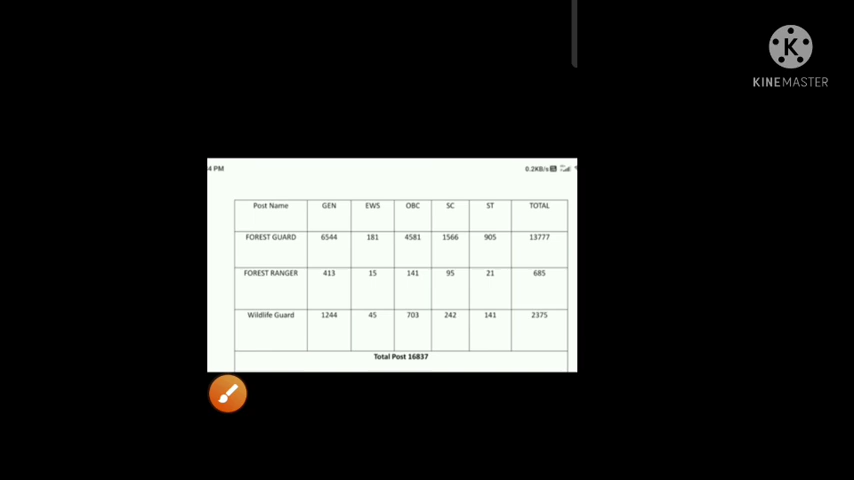 KINEMASTER
4 PM 0.2KB/s
Post Name GEN EWS OBC SC ST TOTAL
FOREST GUARD 6544 181 4581 1566 905 13777
FOREST RANGER 413 15 141 95 21 685
Wildlife Guard 1244 45 703 242 141 2375
Total Post 16837